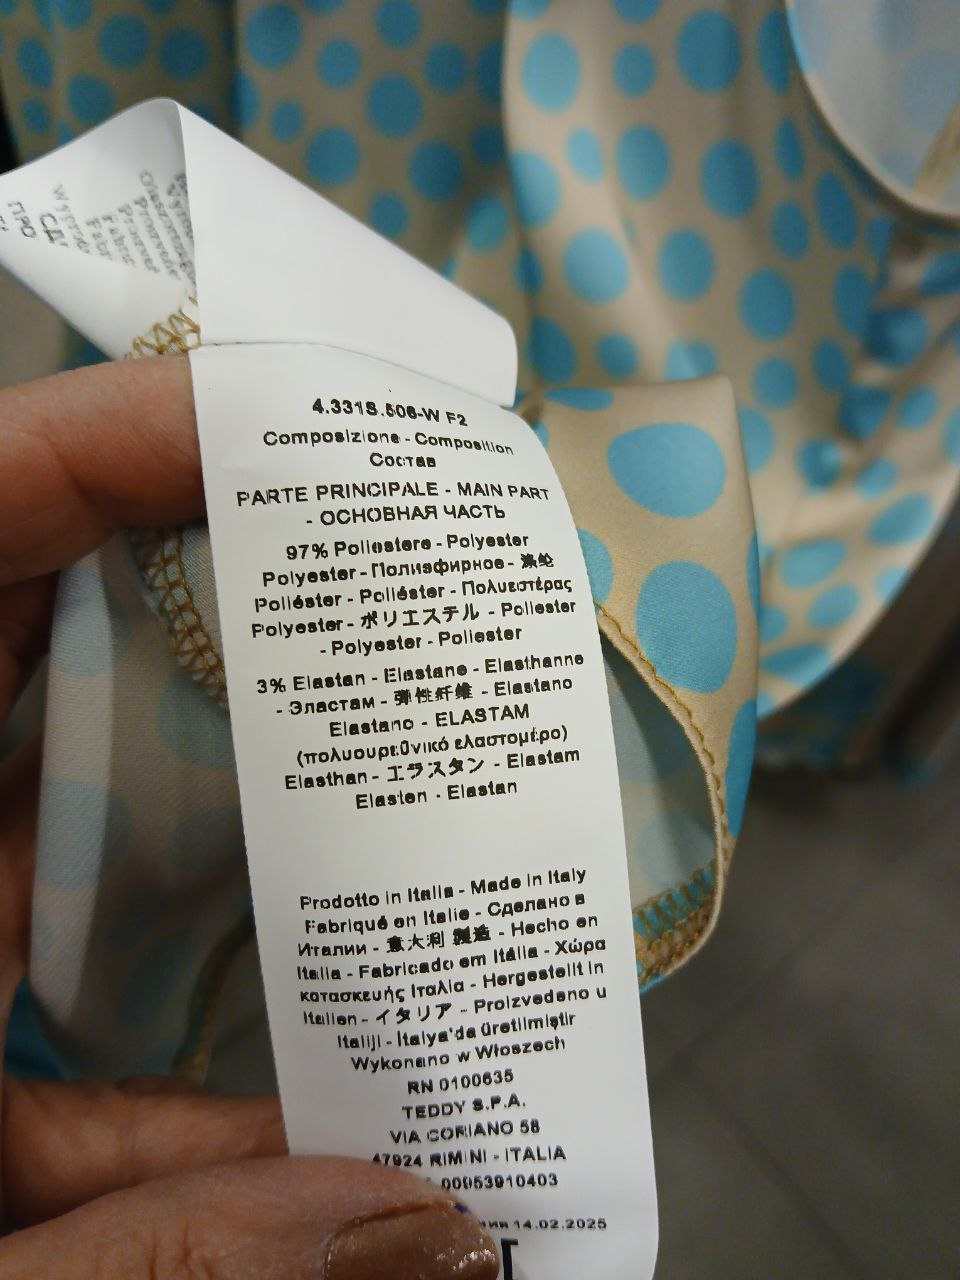 4.331S.506-W F2
Composizione - Composition
Состав
PARTE PRINCIPALE - MAIN PART
- ОСНОВНАЯ ЧАСТЬ
97% Poliestere - Polyester
Polyester - Полиэфирное - 涤纶
Poliéster - Poliéster - Πολυεστέρας
Polyester - ポリエステル - Poliester
- Polyester - Poliester
3% Elastan - Elastane - Elasthanne
- Эластам - 弹性纤维 - Elastano
Elastano - ELASTAM
(πολυουρεθνικό ελαστομέρο)
Elasthan - エラスタン - Elastam
Elasten - Elastan
Prodotto in Italia - Made in Italy
Fabriqué en Italie - Сделано в
Италии - 意大利 製造 - Hecho en
Italia - Fabricado em Itália - Χώρα
κατασκευής Ιταλία - Hergestellt in
Italien - イタリア - Proizvedeno u
Italiji - İtalya'da üretilmiştir
Wykonano w Włoszech
RN 0100635
TEDDY S.P.A.
VIA CORIANO 58
47924 RIMINI - ITALIA
00953910403
14.02.2025